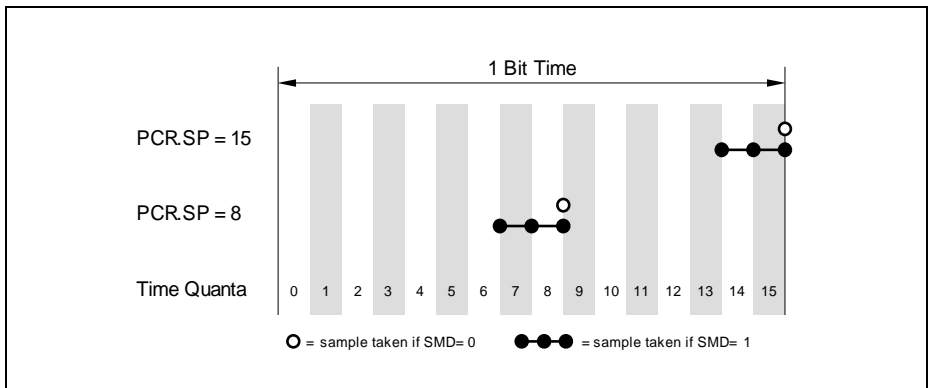 1 Bit Time
PCR.SP = 15
PCR.SP = 8
Time Quanta 0 1 2 3 4 5 6 7 8 9 10 11 12 13 14 15
= sample taken if SMD= 0 = sample taken if SMD= 1